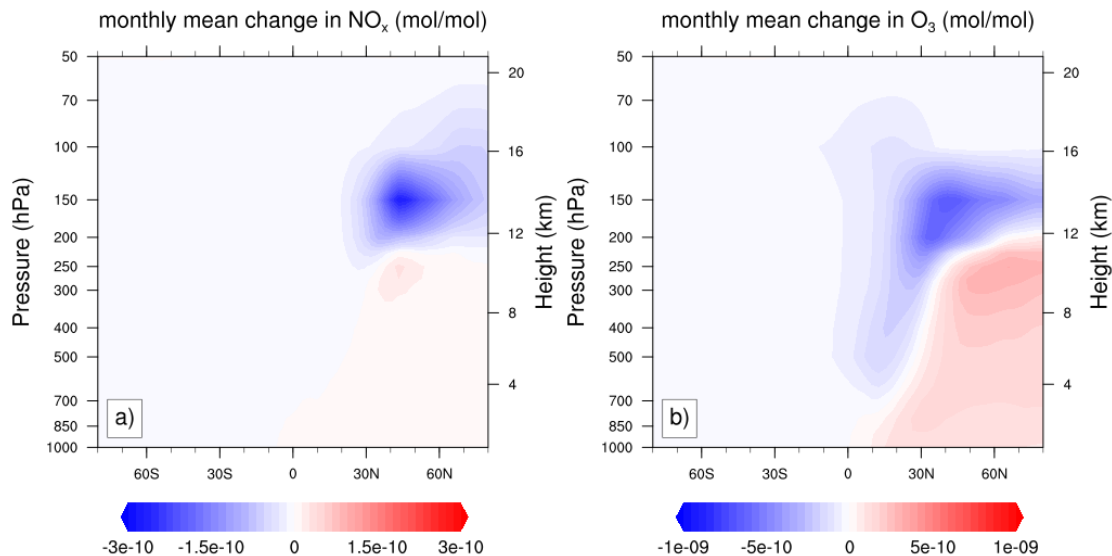 monthly mean change in NOx (mol/mol)
50
70
100
150
200
250
300
400
500
700
850
1000
Pressure (hPa)
20
16
12
8
4
Height (km)
a)
60S 30S 0 30N 60N
-3e-10 -1.5e-10 0 1.5e-10 3e-10
monthly mean change in O3 (mol/mol)
50
70
100
150
200
250
300
400
500
700
850
1000
Pressure (hPa)
20
16
12
8
4
Height (km)
b)
60S 30S 0 30N 60N
-1e-09 -5e-10 0 5e-10 1e-09